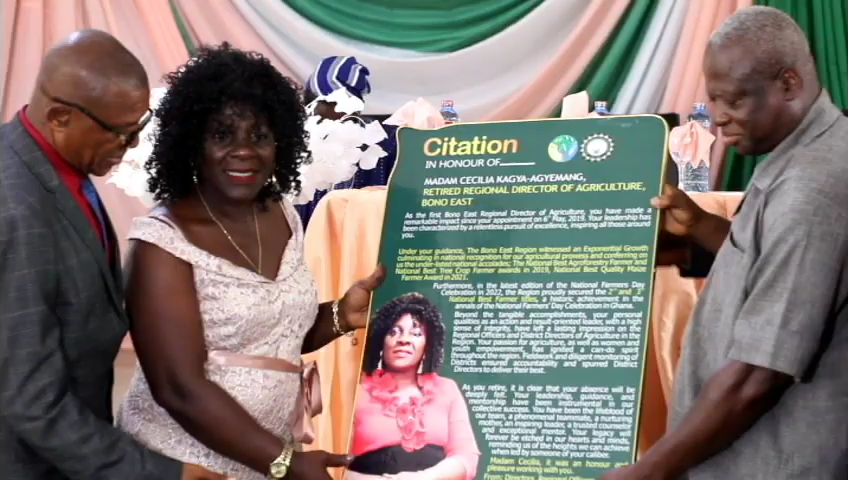 Citation
IN HONOUR OF
MADAM CECILIA KAGYA-AGYEMANG,
RETIRED REGIONAL DIRECTOR OF AGRICULTURE,
BONO EAST
As the first Bono East Regional Director of Agriculture, you have made a
remarkable impact since your appointment on 6th May, 2019. Your leadership has
been characterized by a relentless pursuit of excellence, inspiring all those around
you.
Under your guidance, The Bono East Region witnessed an Exponential Growth
culminating in national recognition for our agricultural prowess and conferring on
us the under-listed national accolades; The National Best Agroforestry Farmer and
National Best Tree Crop Farmer awards in 2019, National Best Quality Maize
Farmer Award in 2021.
Furthermore, in the latest edition of the National Farmers' Day
Celebration in 2022, the Region proudly secured the 2nd and 3rd
National Best Farmer titles, a historic achievement in the
annals of the National Farmers' Day Celebration in Ghana.
Beyond the tangible accomplishments, your personal
qualities as an action and result-oriented leader, with a high
sense of integrity, have left a lasting impression on the
Regional Officers and District Directors of Agriculture in the
Region. Your passion for agriculture, as well as women and
youth empowerment, has ignited a can-do spirit
throughout the region. Fieldwork and diligent monitoring of
Districts ensured accountability and spurred District
Directors to deliver their best.
As you retire, it is clear that your absence will be
deeply felt. Your leadership, guidance, and
mentorship have been instrumental in our
collective success. You have been the lifeblood of
our team, a phenomenal teammate, a nurturing
mother, an inspiring leader, a trusted counselor
and exceptional mentor. Your legacy will
forever be etched in our hearts and minds,
reminding us of the heights we can achieve
when led by someone of your caliber.
Madam Cecilia, it was an honour and
pleasure working with you.
From: Directors, Regional